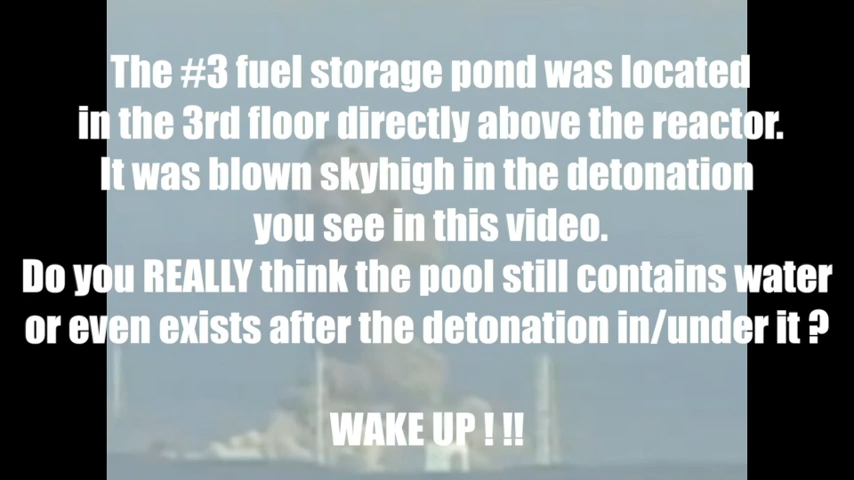 The #3 fuel storage pond was located
in the 3rd floor directly above the reactor.
It was blown skyhigh in the detonation
you see in this video.
Do you REALLY think the pool still contains water
or even exists after the detonation in/under it ?
WAKE UP ! !!